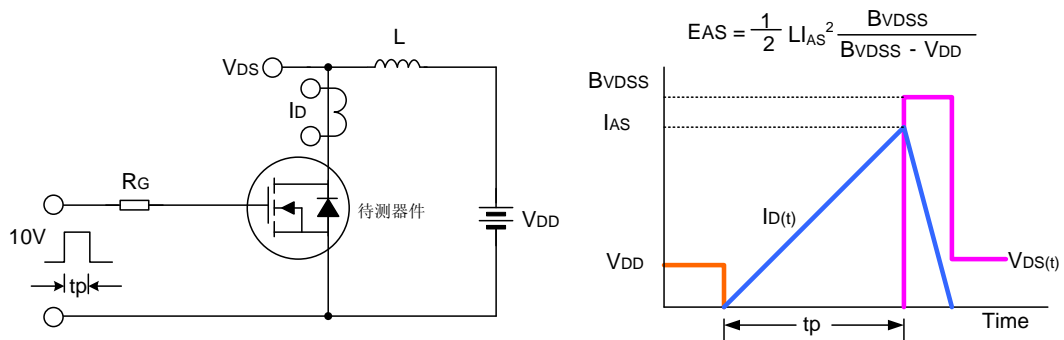 L
VDS
ID
RG
待测器件
VDD
10V
tp
EAS = 1/2 LIAS² BVDSS/(BVDSS - VDD)
BVDSS
IAS
ID(t)
VDD
VDS(t)
tp
Time